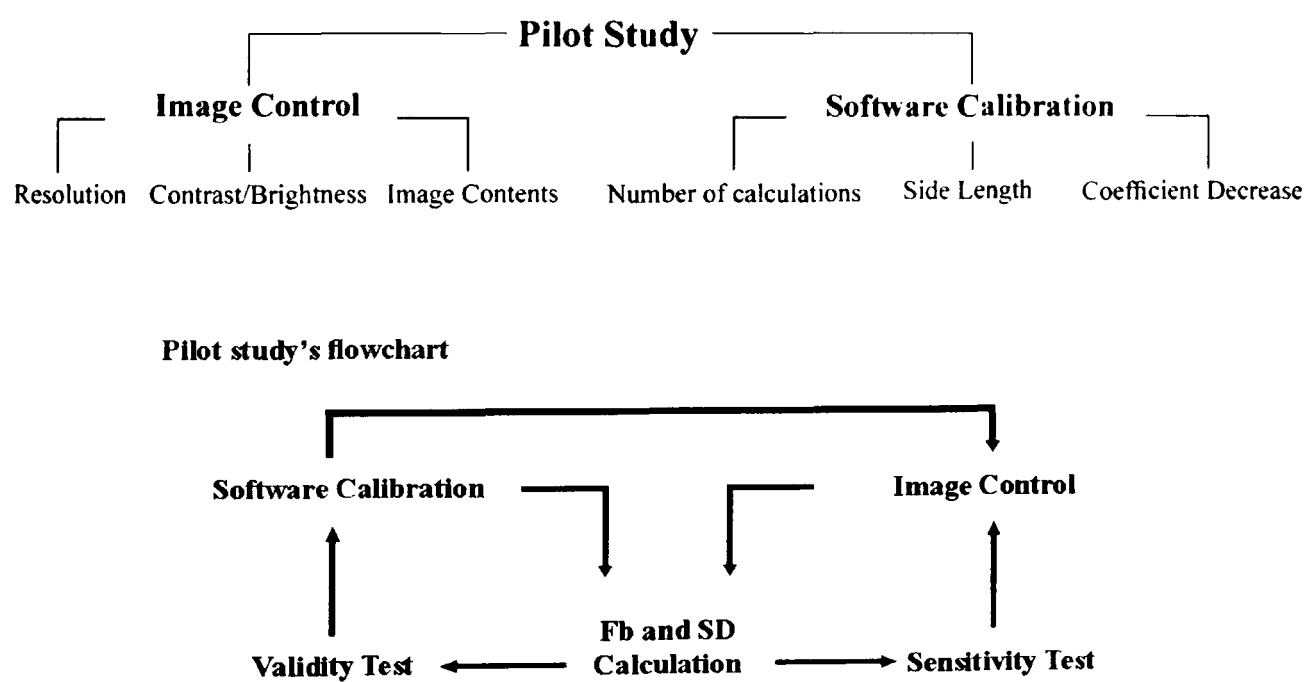 Pilot Study
Image Control
Software Calibration
Resolution Contrast/Brightness Image Contents
Number of calculations Side Length Coefficient Decrease
Pilot study's flowchart
Software Calibration
Image Control
Fb and SD
Calculation
Validity Test
Sensitivity Test